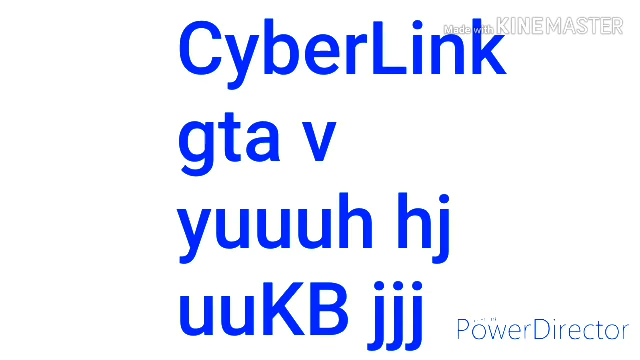 Made with KINEMASTER
CyberLink
gta v
yuuuh hj
uuKB jjj
PowerDirector